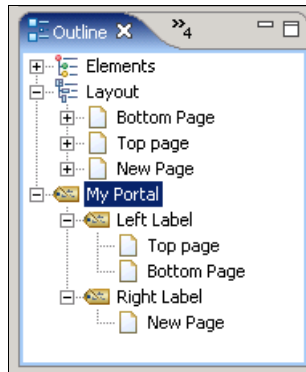 Outline
»4
Elements
Layout
Bottom Page
Top page
New Page
My Portal
Left Label
Top page
Bottom Page
Right Label
New Page